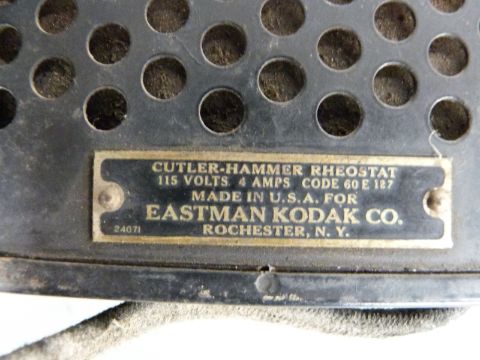 CUTLER-HAMMER RHEOSTAT
115 VOLTS 4 AMPS CODE 60 E 187
MADE IN U.S.A. FOR
EASTMAN KODAK CO.
24071 ROCHESTER, N. Y.